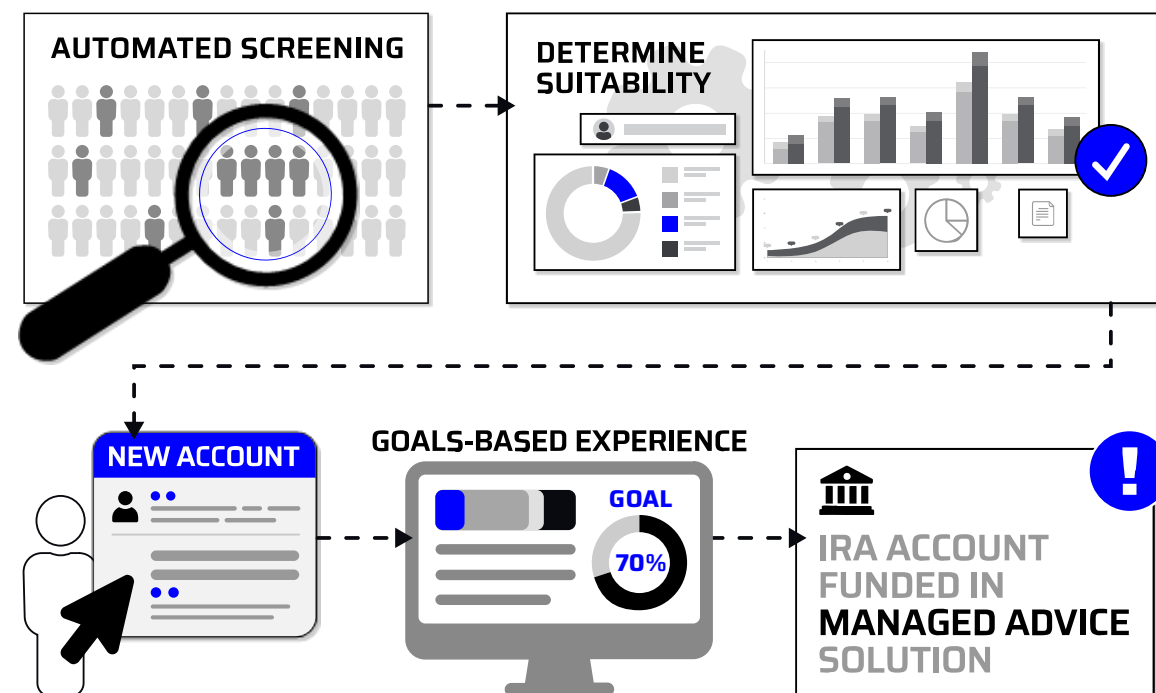 AUTOMATED SCREENING
DETERMINE
SUITABILITY
NEW ACCOUNT
GOALS-BASED EXPERIENCE
GOAL
70%
!
IRA ACCOUNT
FUNDED IN
MANAGED ADVICE
SOLUTION